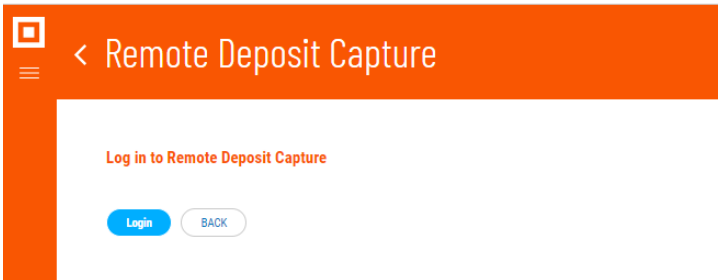 Remote Deposit Capture
Log in to Remote Deposit Capture
Login BACK